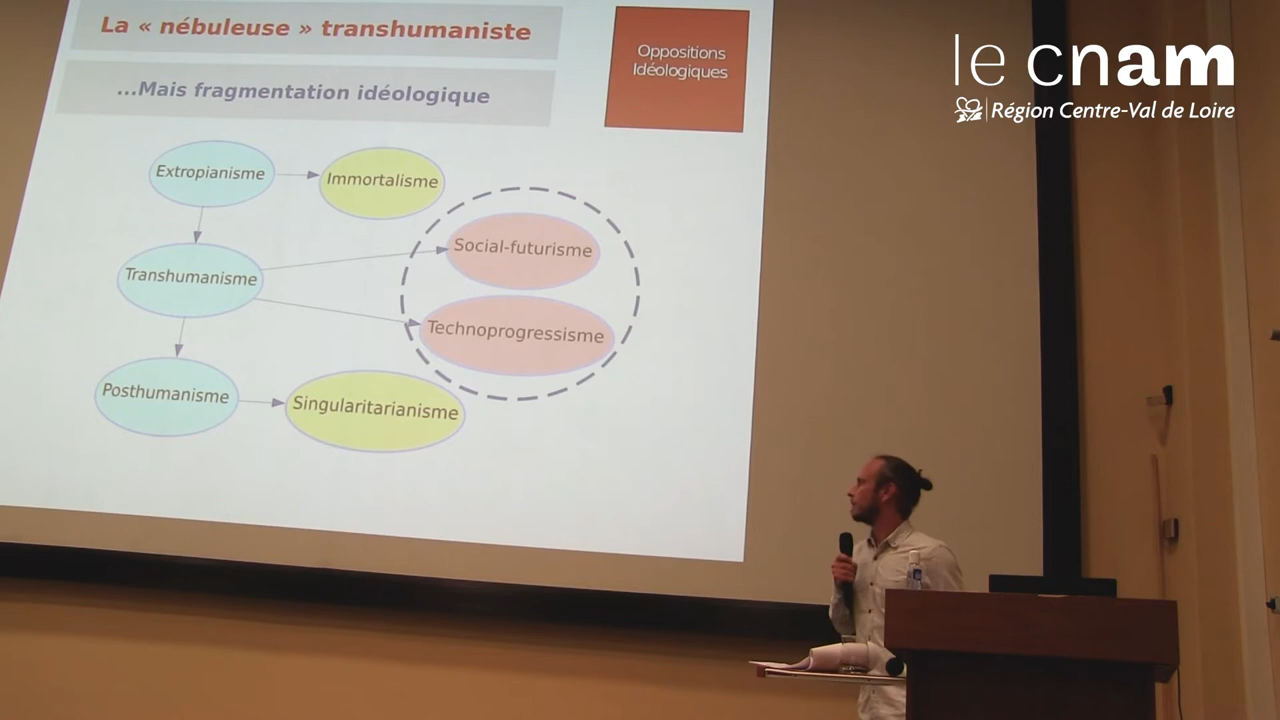 La « nébuleuse » transhumaniste
...Mais fragmentation idéologique
Oppositions
Idéologiques
le cnam
Région Centre-Val de Loire
Extropianisme
Immortalisme
Social-futurisme
Transhumanisme
Technoprogressisme
Posthumanisme
Singularitarianisme